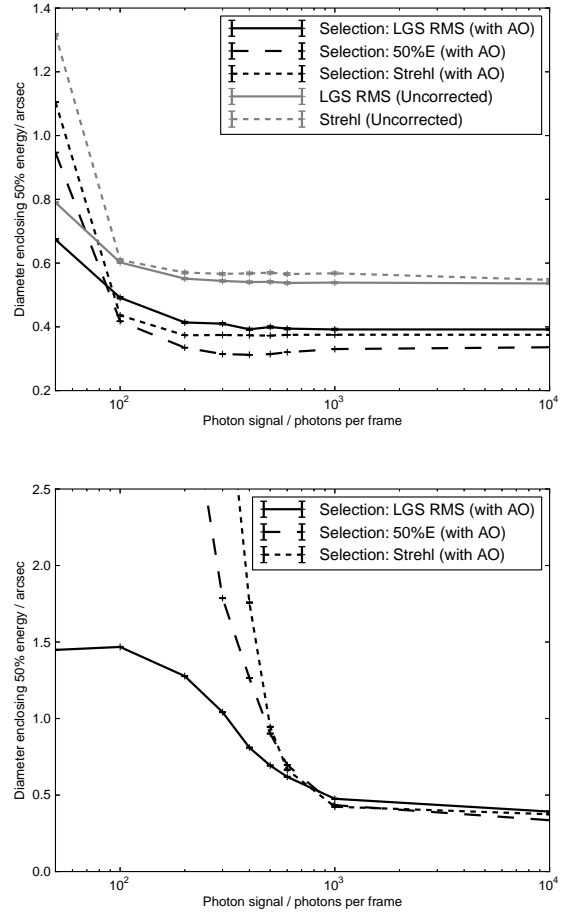 1.4
1.2
1.0
0.8
0.6
0.4
0.2
Diameter enclosing 50% energy/ arcsec
Selection: LGS RMS (with AO)
Selection: 50%E (with AO)
Selection: Strehl (with AO)
LGS RMS (Uncorrected)
Strehl (Uncorrected)
10^2
10^3
10^4
Photon signal / photons per frame
2.5
2.0
1.5
1.0
0.5
0.0
Diameter enclosing 50% energy / arcsec
Selection: LGS RMS (with AO)
Selection: 50%E (with AO)
Selection: Strehl (with AO)
10^2
10^3
10^4
Photon signal / photons per frame